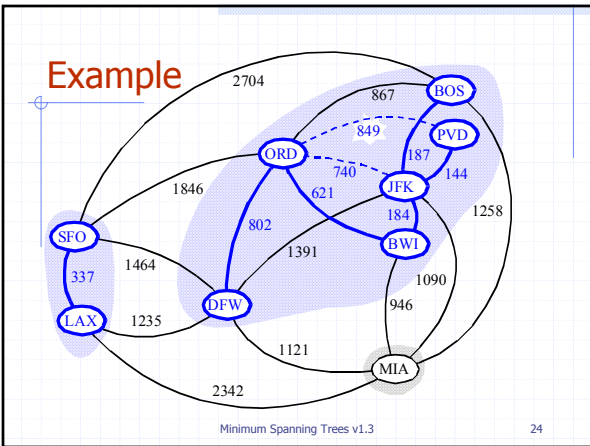 Example
2704
BOS
867
849
PVD
ORD
187
740
144
1846
JFK
621
184
1258
SFO
802
1391
BWI
1464
337
1090
946
DFW
LAX
1235
1121
MIA
2342
Minimum Spanning Trees v1.3 24